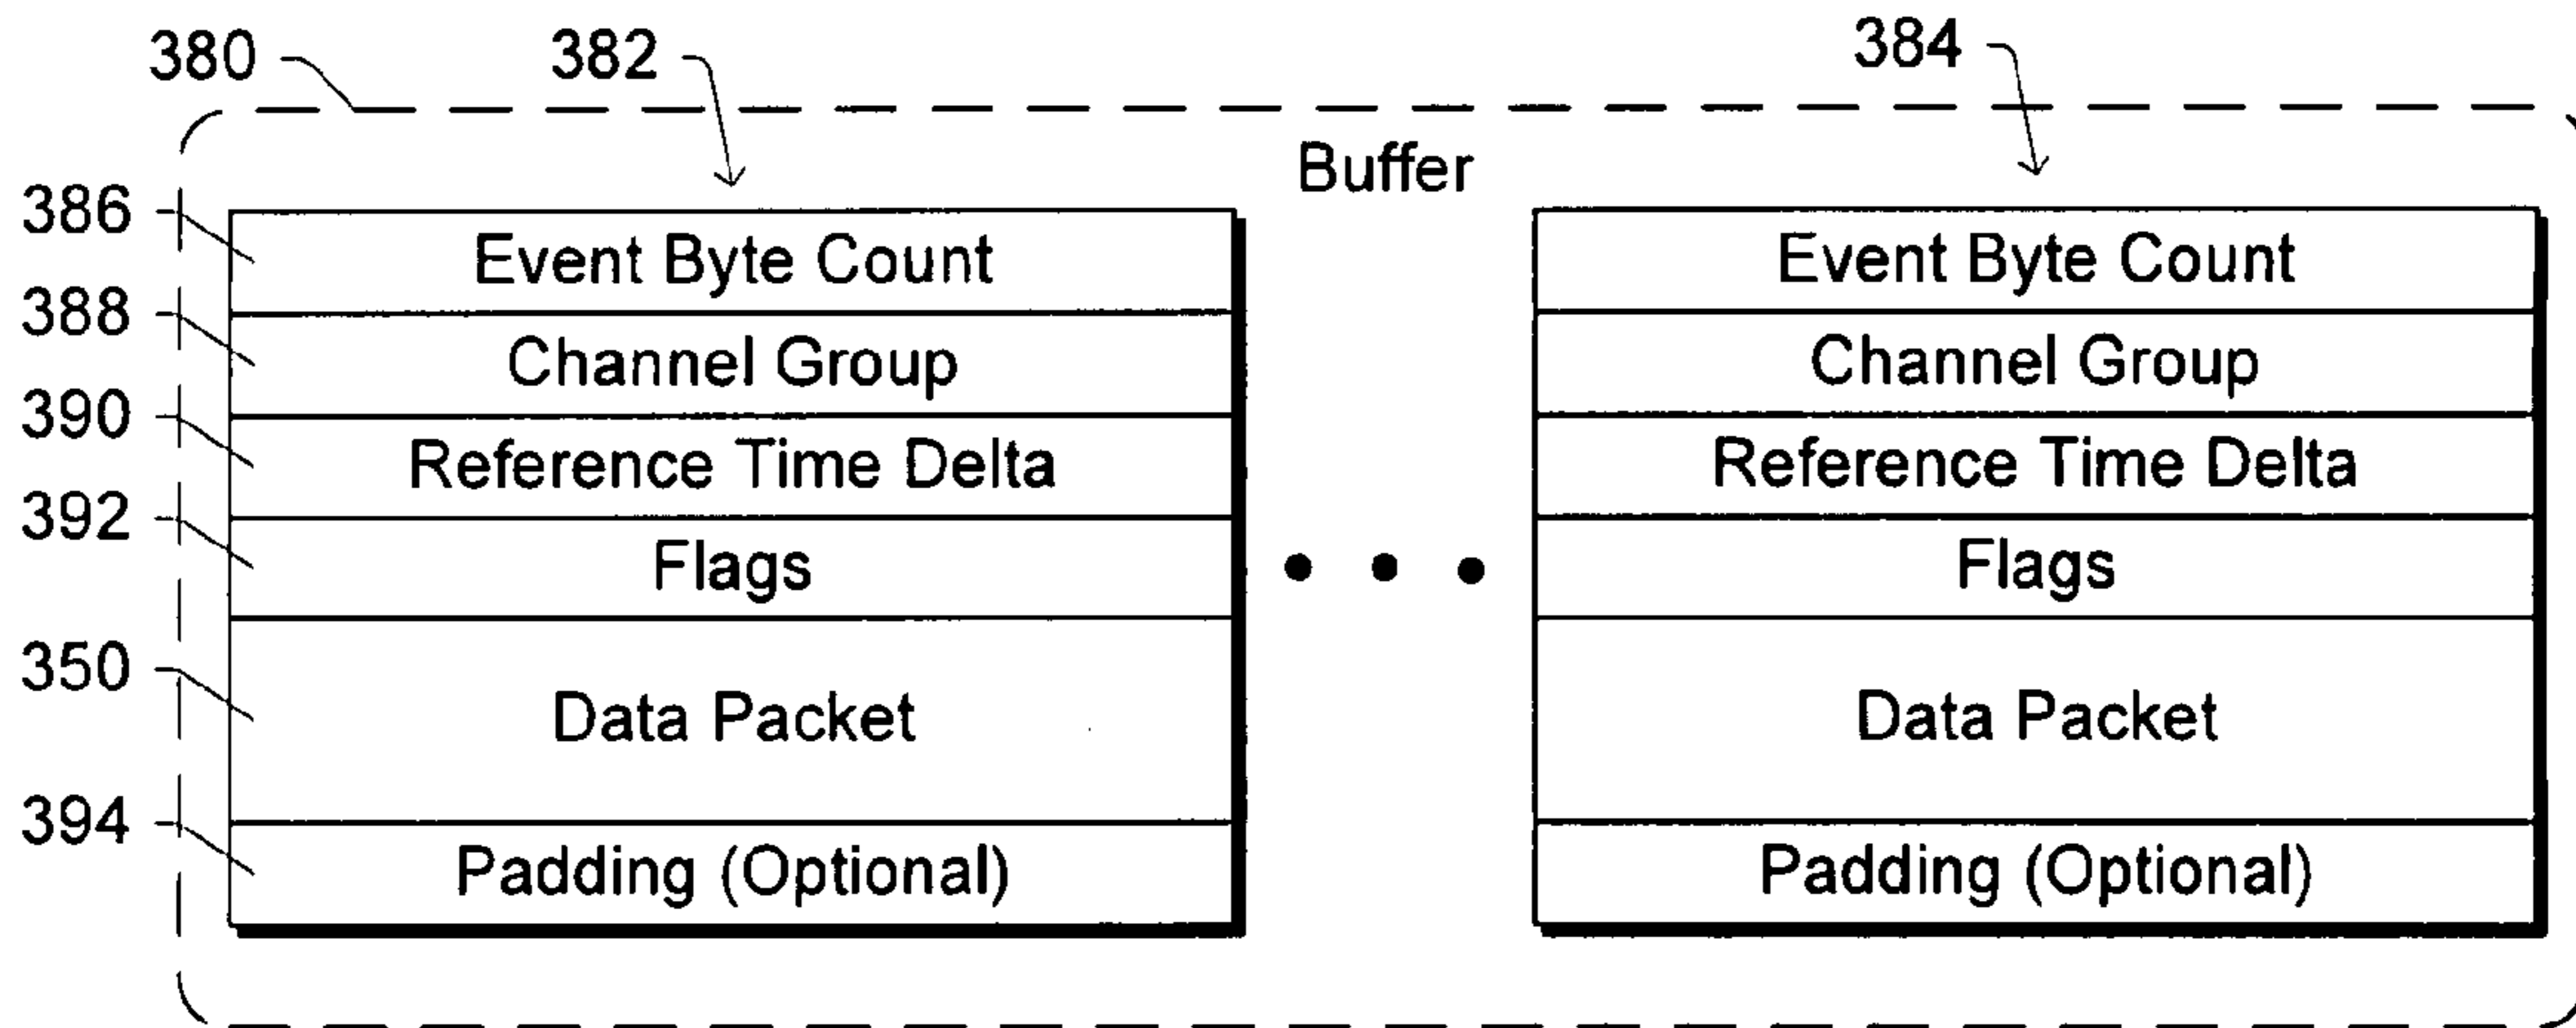 380
382
384
Buffer
386
Event Byte Count
Event Byte Count
388
Channel Group
Channel Group
390
Reference Time Delta
Reference Time Delta
392
Flags
Flags
350
Data Packet
Data Packet
394
Padding (Optional)
Padding (Optional)